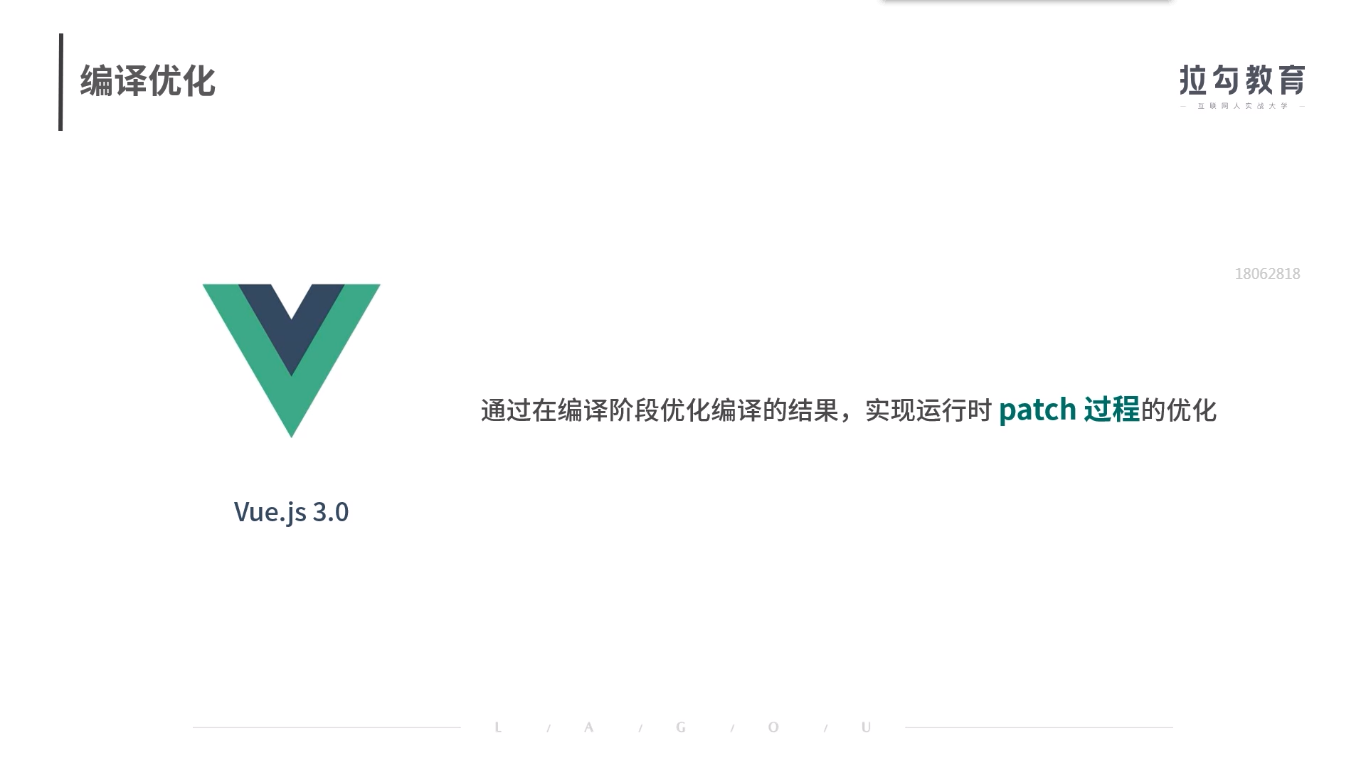 编译优化
拉勾教育
— 互联网人实战大学 —
18062818
通过在编译阶段优化编译的结果，实现运行时 patch 过程的优化
Vue.js 3.0
L / A / G / O / U